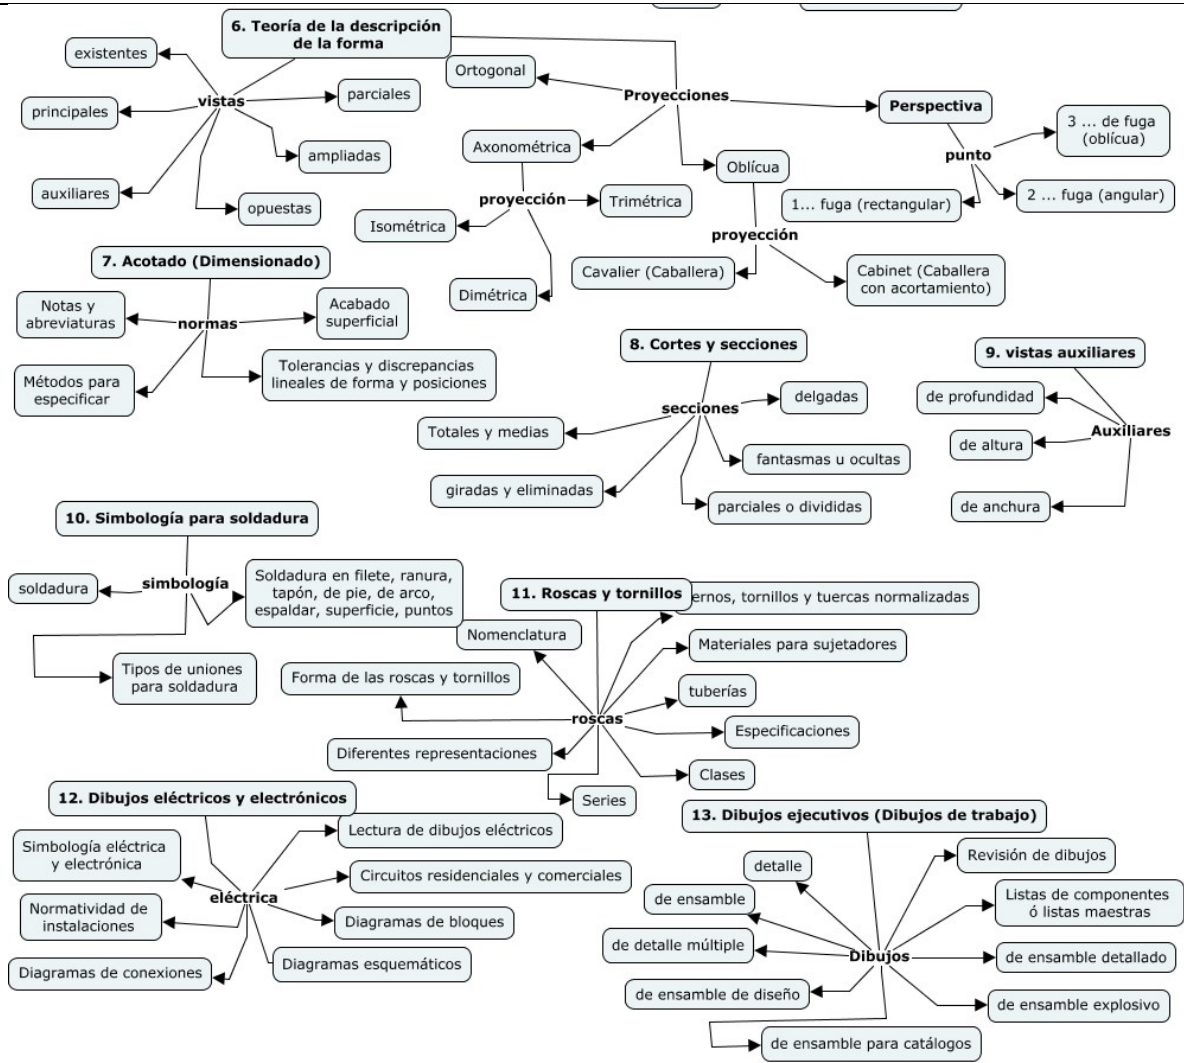 6. Teoría de la descripción
de la forma
existentes
principales
auxiliares
vistas
parciales
ampliadas
opuestas
Ortogonal
Proyecciones
Perspectiva
punto
3 ... de fuga
(oblícua)
2 ... fuga (angular)
1... fuga (rectangular)
Axonométrica
proyección
Trimétrica
Isométrica
Dimétrica
Oblícua
proyección
Cavalier (Caballera)
Cabinet (Caballera
con acortamiento)
7. Acotado (Dimensionado)
Notas y
abreviaturas
normas
Acabado
superficial
Métodos para
especificar
Tolerancias y discrepancias
lineales de forma y posiciones
8. Cortes y secciones
secciones
delgadas
Totales y medias
fantasmas u ocultas
giradas y eliminadas
parciales o divididas
9. vistas auxiliares
de profundidad
Auxiliares
de altura
de anchura
10. Simbología para soldadura
soldadura
simbología
Soldadura en filete, ranura,
tapón, de pie, de arco,
espaldar, superficie, puntos
Tipos de uniones
para soldadura
11. Roscas y tornillos
ernos, tornillos y tuercas normalizadas
Nomenclatura
Materiales para sujetadores
Forma de las roscas y tornillos
tuberías
roscas
Especificaciones
Diferentes representaciones
Clases
Series
12. Dibujos eléctricos y electrónicos
Lectura de dibujos eléctricos
Simbología eléctrica
y electrónica
Circuitos residenciales y comerciales
eléctrica
Normatividad de
instalaciones
Diagramas de bloques
Diagramas de conexiones
Diagramas esquemáticos
13. Dibujos ejecutivos (Dibujos de trabajo)
detalle
Revisión de dibujos
de ensamble
Listas de componentes
ó listas maestras
de detalle múltiple
Dibujos
de ensamble detallado
de ensamble de diseño
de ensamble explosivo
de ensamble para catálogos